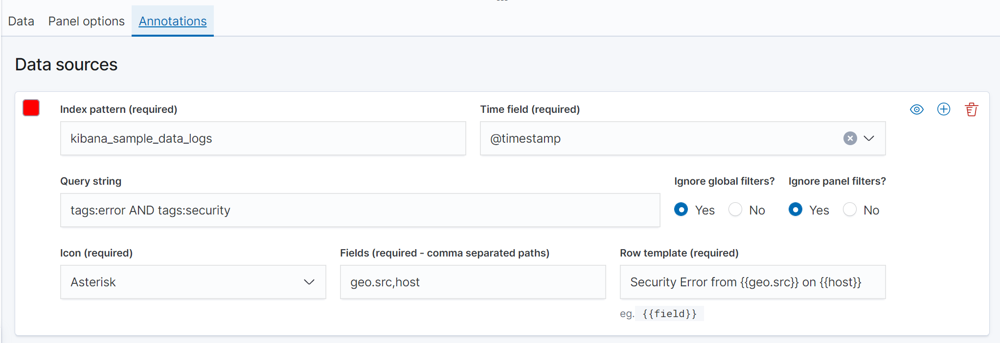 Data Panel options Annotations
Data sources
Index pattern (required) Time field (required)
kibana_sample_data_logs @timestamp
Query string Ignore global filters? Ignore panel filters?
tags:error AND tags:security Yes No Yes No
Icon (required) Fields (required - comma separated paths) Row template (required)
Asterisk geo.src,host Security Error from {{geo.src}} on {{host}}
eg. {{field}}